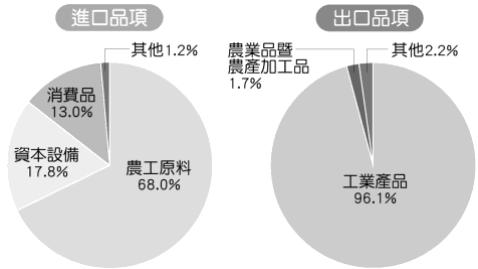 進口品項
其他1.2%
消費品
13.0%
資本設備
17.8%
農工原料
68.0%
出口品項
農業品暨
農產加工品
1.7%
其他2.2%
工業產品
96.1%